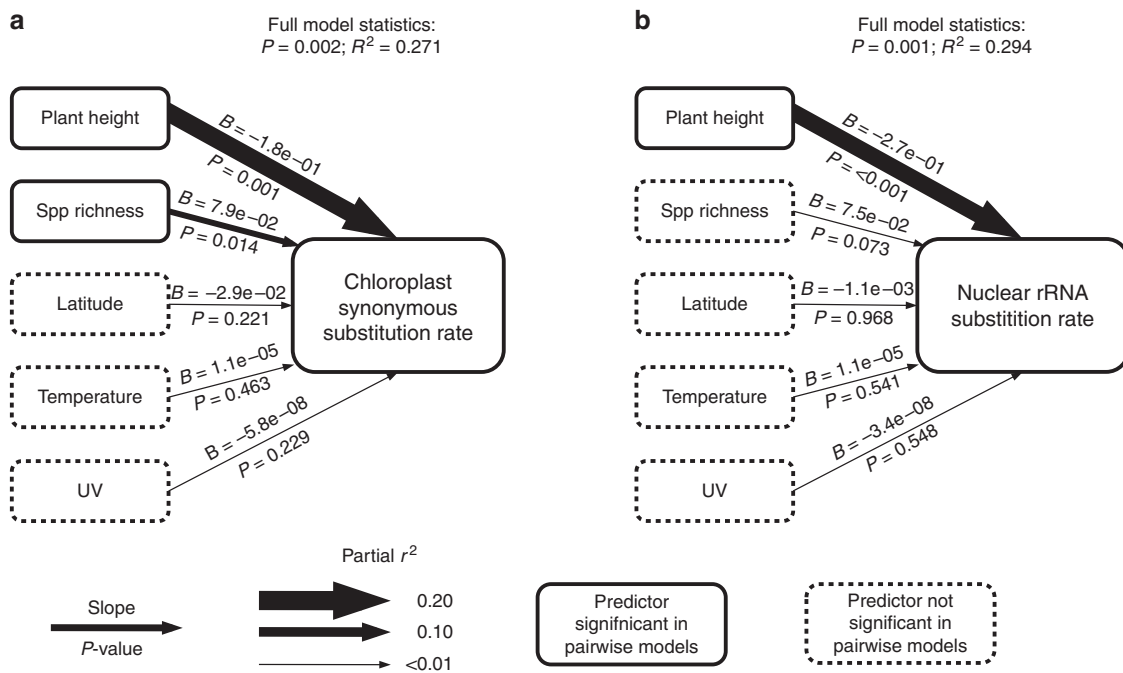 a
Full model statistics:
P = 0.002; R² = 0.271
Plant height
B = −1.8e−01
P = 0.001
Spp richness
B = 7.9e−02
P = 0.014
Latitude
B = −2.9e−02
P = 0.221
Temperature
B = 1.1e−05
P = 0.463
UV
B = −5.8e−08
P = 0.229
Chloroplast
synonymous
substitution rate
b
Full model statistics:
P = 0.001; R² = 0.294
Plant height
B = −2.7e−01
P = <0.001
Spp richness
B = 7.5e−02
P = 0.073
Latitude
B = −1.1e−03
P = 0.968
Temperature
B = 1.1e−05
P = 0.541
UV
B = −3.4e−08
P = 0.548
Nuclear rRNA
substitition rate
Slope
P-value
Partial r²
0.20
0.10
<0.01
Predictor
signifnicant in
pairwise models
Predictor not
significant in
pairwise models